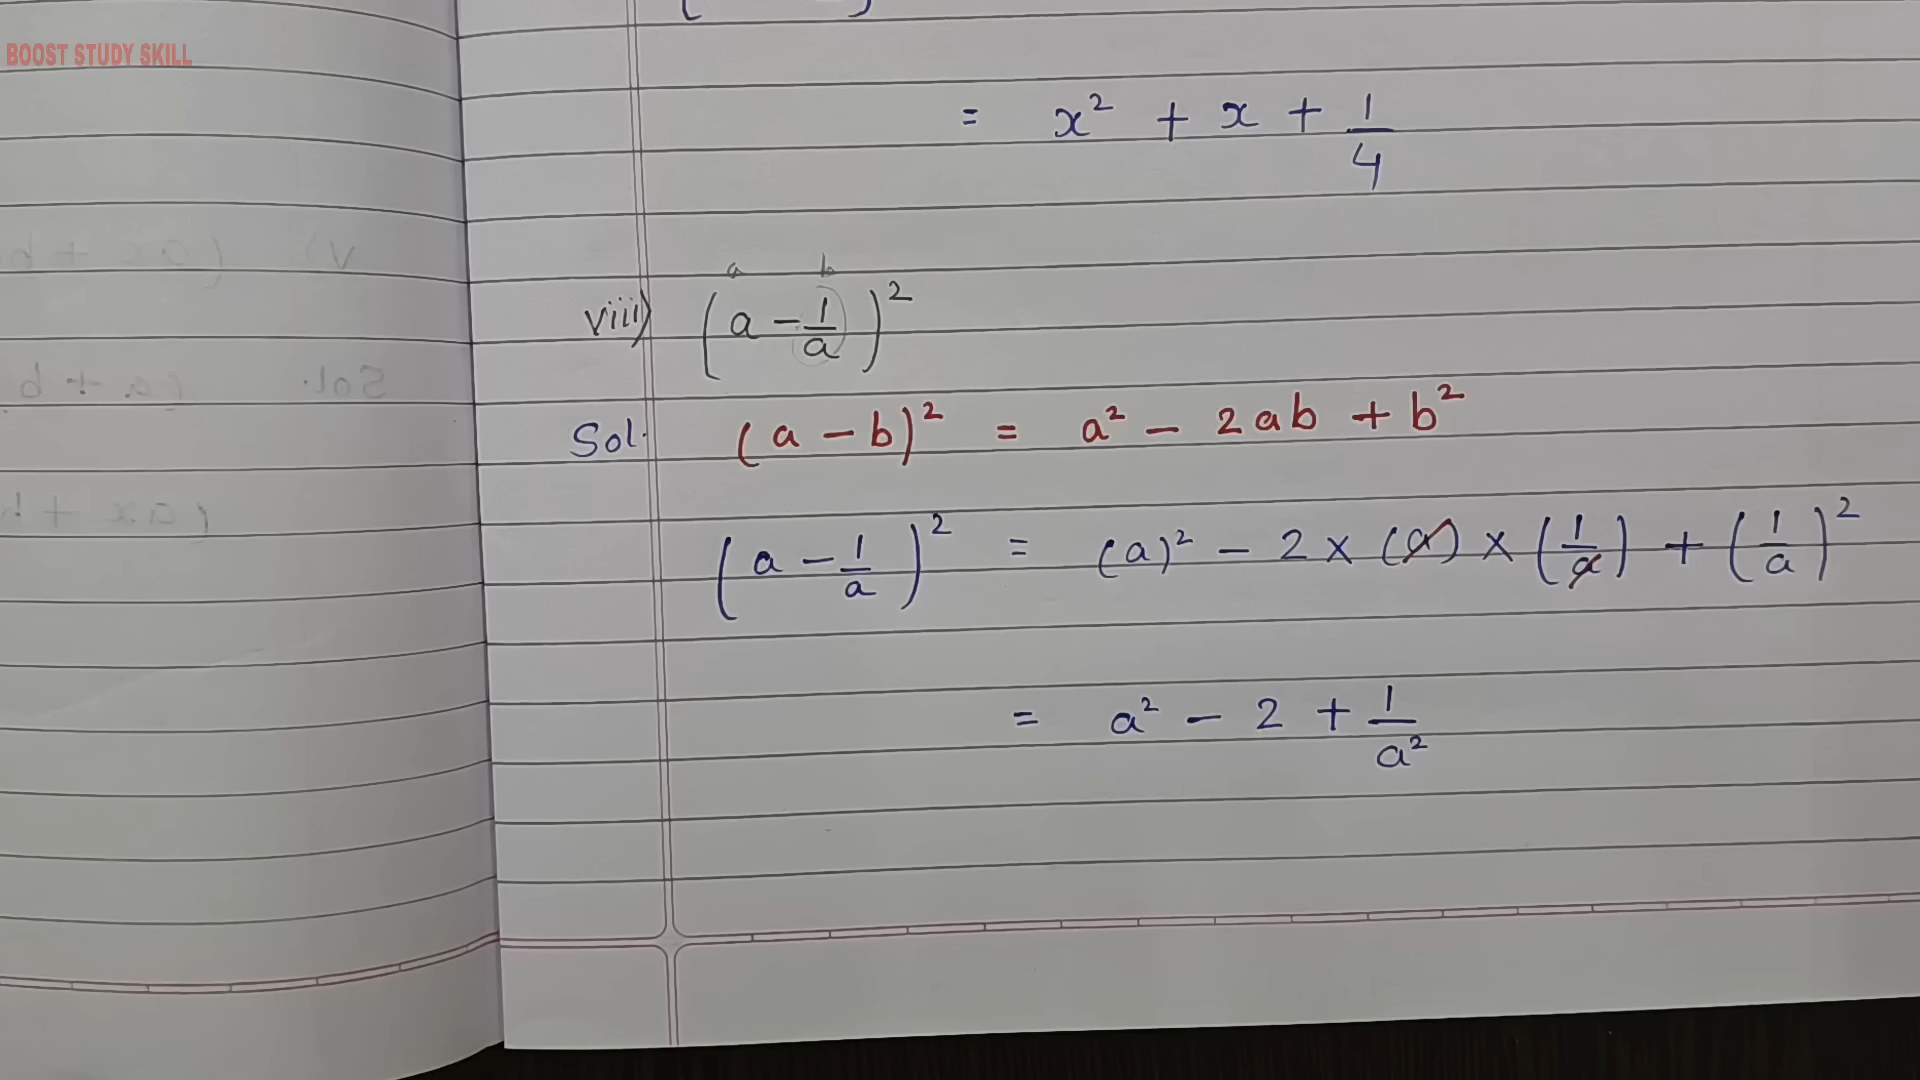 BOOST STUDY SKILL
= x² + x + 1/4
a b
viii) (a - 1/a)²
Sol. (a - b)² = a² - 2ab + b²
(a - 1/a)² = (a)² - 2 × (a) × (1/a) + (1/a)²
= a² - 2 + 1/a²